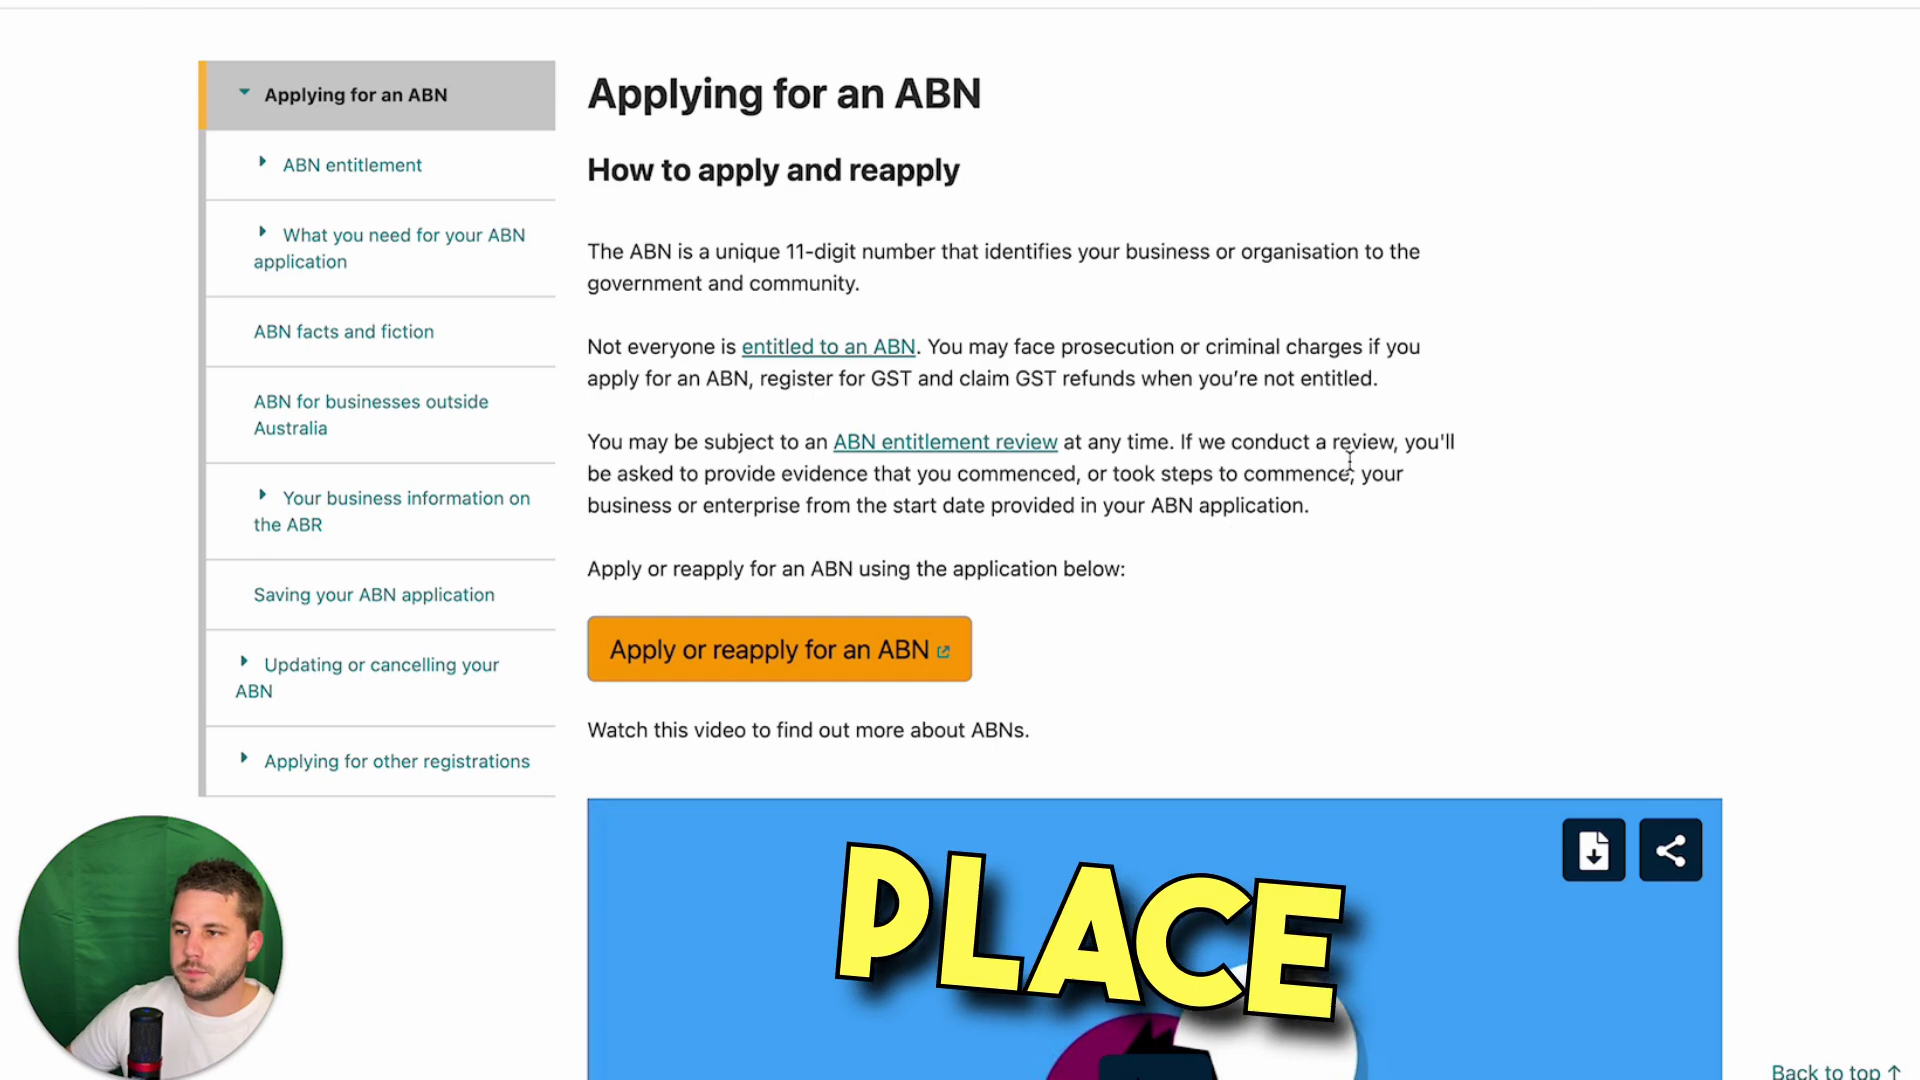 Applying for an ABN
ABN entitlement
What you need for your ABN
application
ABN facts and fiction
ABN for businesses outside
Australia
Your business information on
the ABR
Saving your ABN application
Updating or cancelling your
ABN
Applying for other registrations
Applying for an ABN
How to apply and reapply
The ABN is a unique 11-digit number that identifies your business or organisation to the
government and community.
Not everyone is entitled to an ABN. You may face prosecution or criminal charges if you
apply for an ABN, register for GST and claim GST refunds when you’re not entitled.
You may be subject to an ABN entitlement review at any time. If we conduct a review, you'll
be asked to provide evidence that you commenced, or took steps to commence, your
business or enterprise from the start date provided in your ABN application.
Apply or reapply for an ABN using the application below:
Apply or reapply for an ABN
Watch this video to find out more about ABNs.
PLACE
Back to top ↑